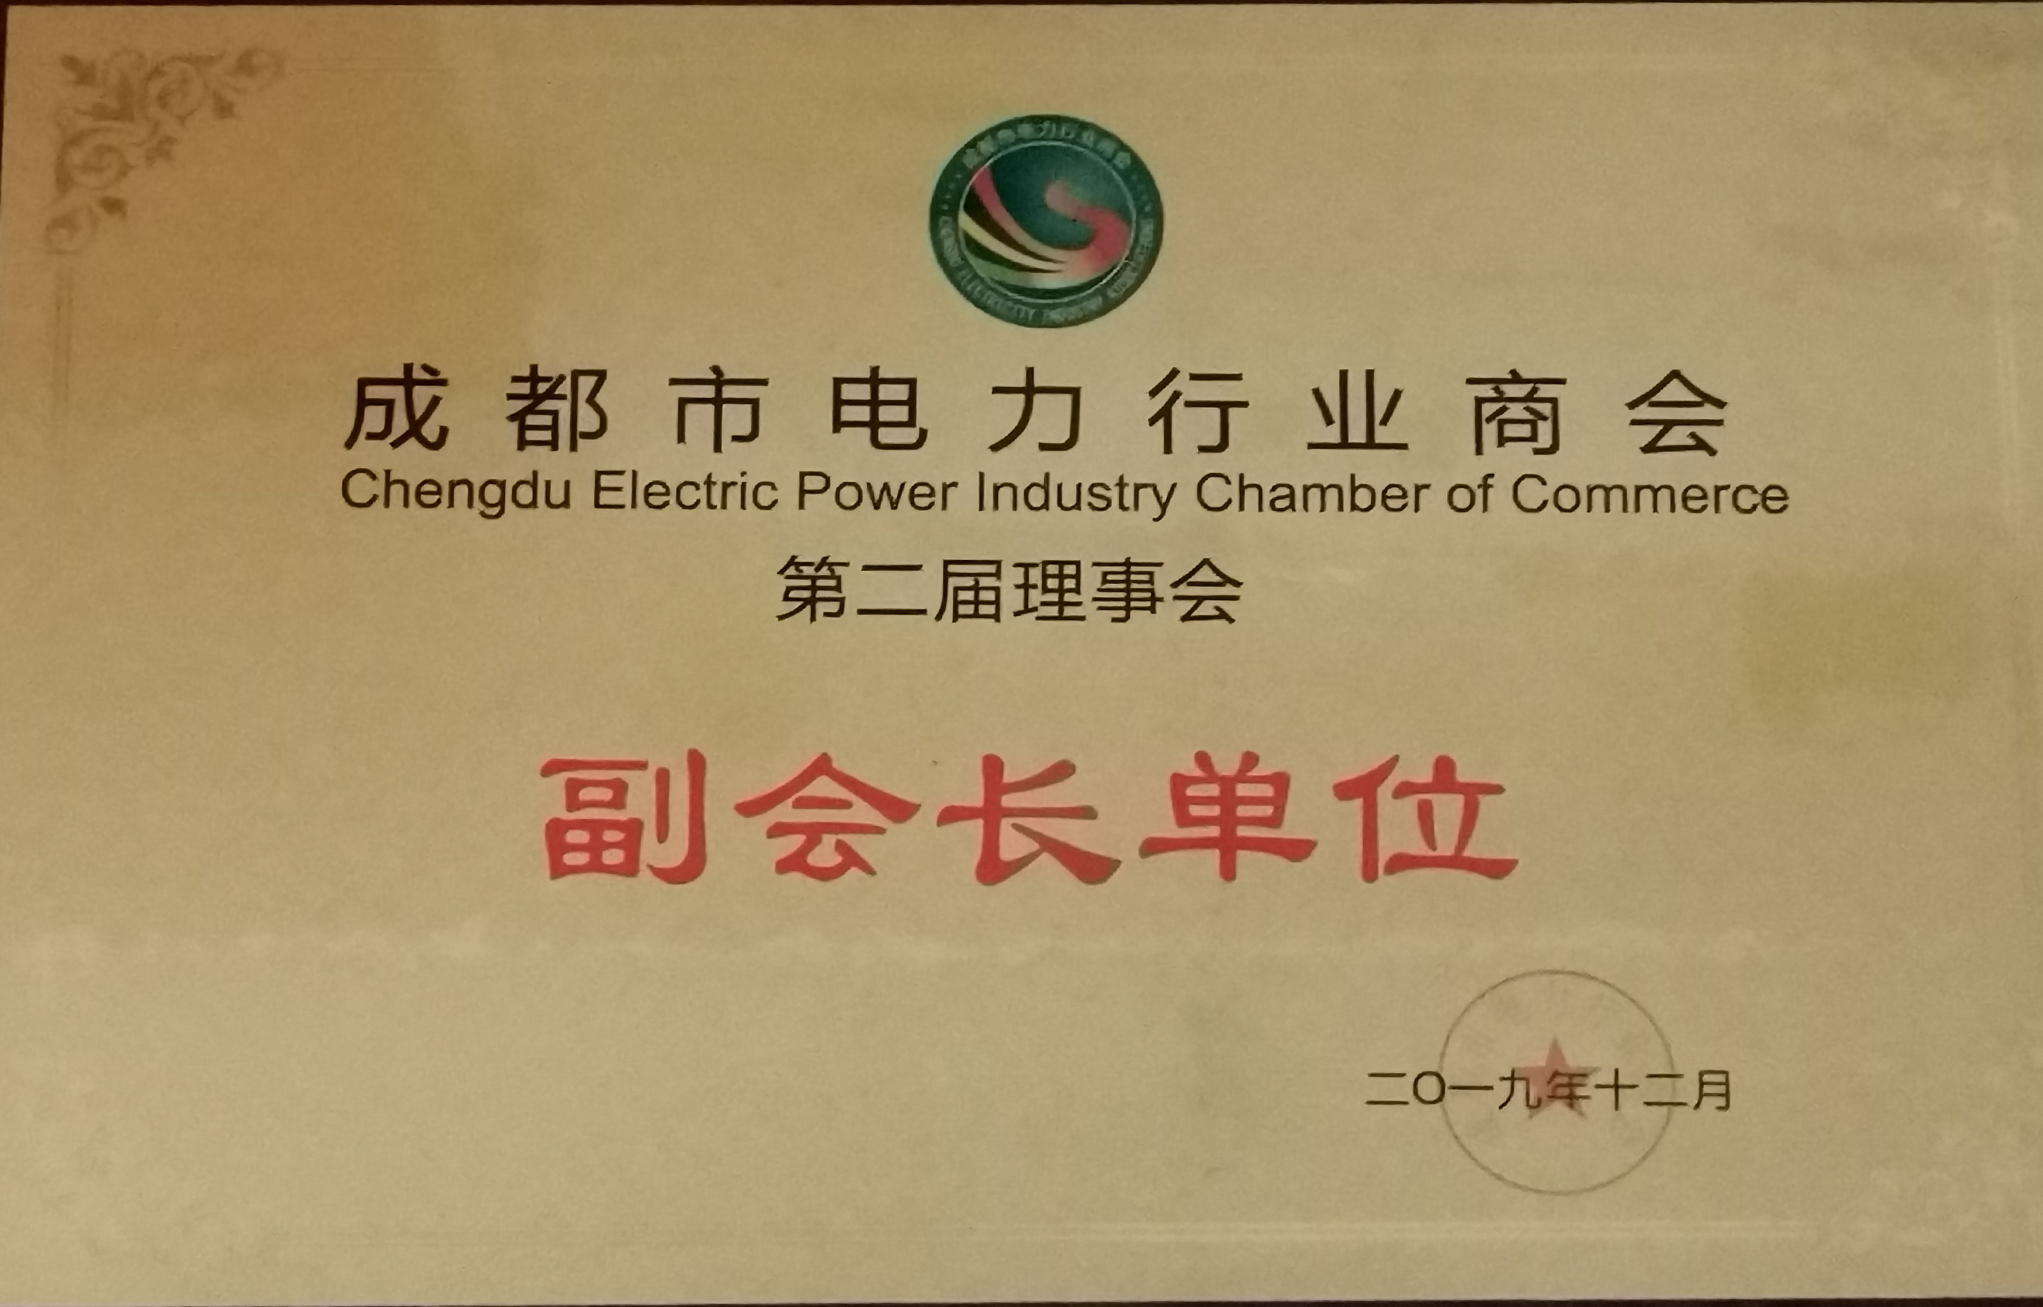 成都市电力行业商会
Chengdu Electric Power Industry Chamber of Commerce
第二届理事会
副会长单位
二〇一九年十二月